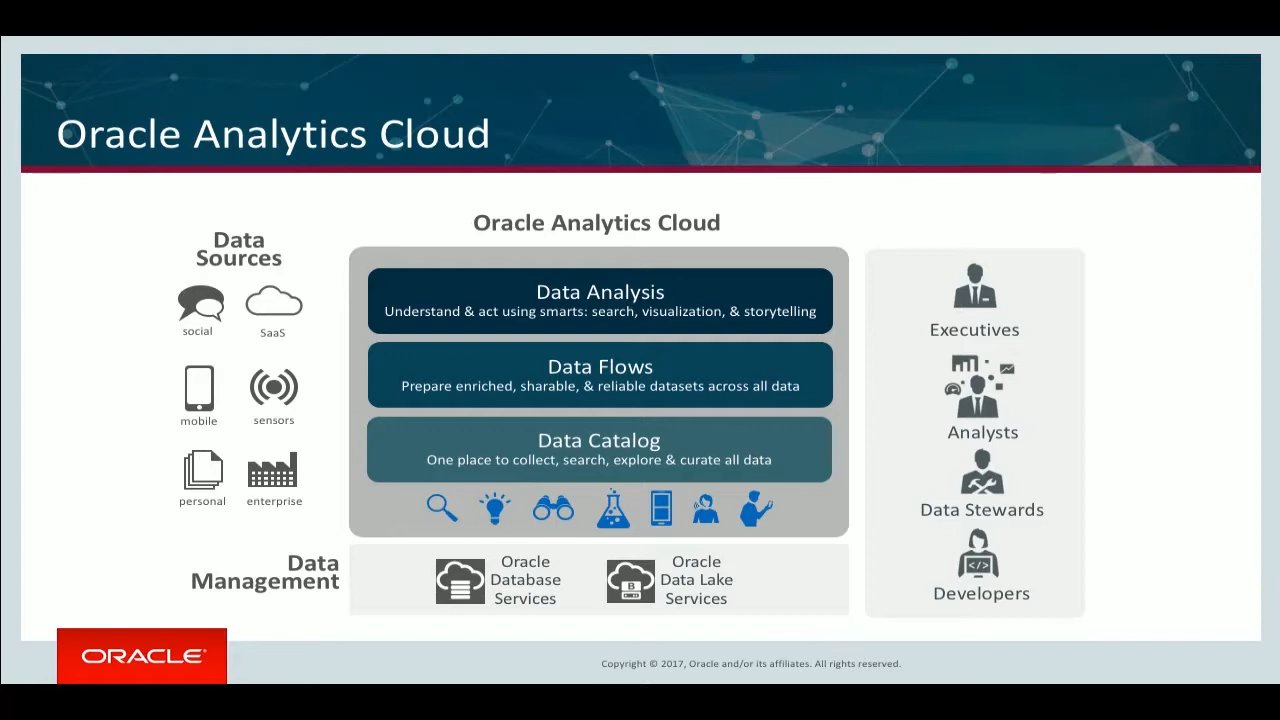 Oracle Analytics Cloud
Oracle Analytics Cloud
Data
Sources
social
SaaS
mobile
sensors
personal
enterprise
Data Analysis
Understand & act using smarts: search, visualization, & storytelling
Data Flows
Prepare enriched, sharable, & reliable datasets across all data
Data Catalog
One place to collect, search, explore & curate all data
Executives
Analysts
Data Stewards
</>
Developers
Data
Management
Oracle
Database
Services
B
Oracle
Data Lake
Services
ORACLE®
Copyright © 2017, Oracle and/or its affiliates. All rights reserved.